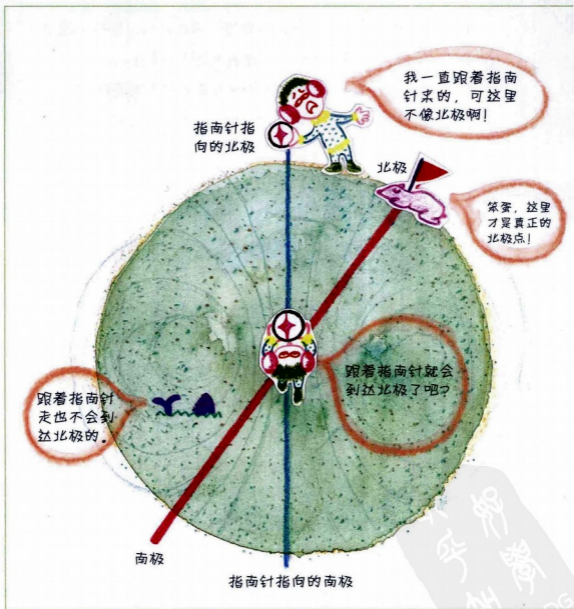 我一直跟着指南
针来的，可这里
不像北极啊！
指南针指
向的北极
北极
笨蛋，这里
才是真正的
北极点！
跟着指南针就会
到达北极了吧？
跟着指南针
走也不会到
达北极的。
南极
指南针指向的南极